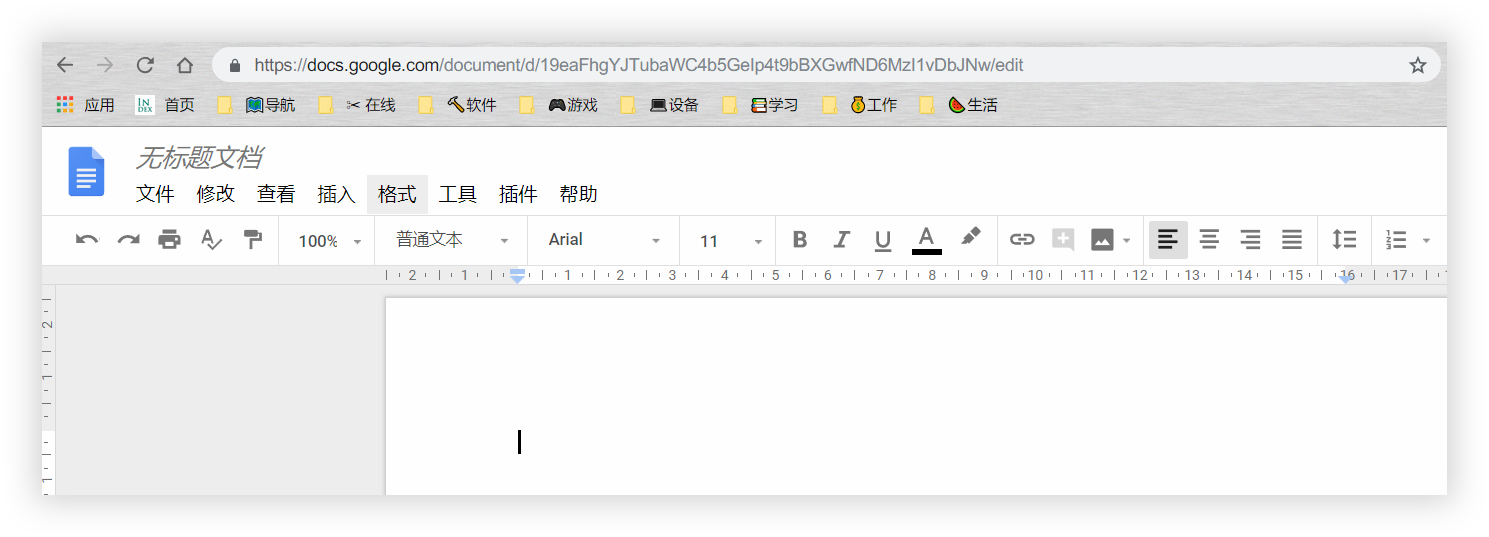 https://docs.google.com/document/d/19eaFhgYJTubaWC4b5GeIp4t9bBXGwfND6MzI1vDbJNw/edit
应用 INDEX 首页 导航 在线 软件 游戏 设备 学习 工作 生活
无标题文档
文件 修改 查看 插入 格式 工具 插件 帮助
100% 普通文本 Arial 11 B I U A
2 1 1 2 3 4 5 6 7 8 9 10 11 12 13 14 15 16 17
2
1
1